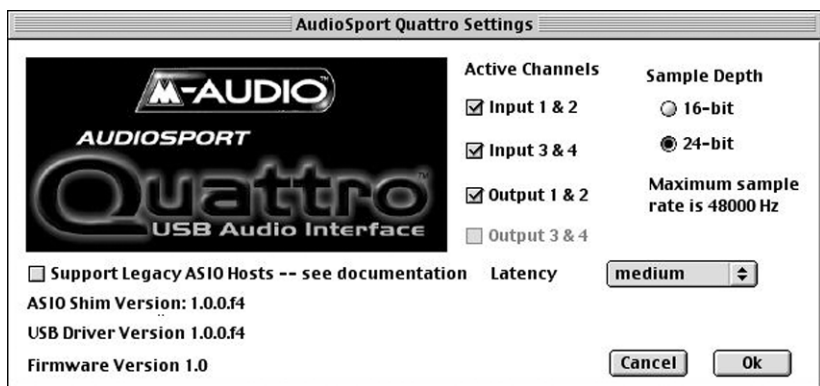 AudioSport Quattro Settings
M-AUDIO™
AUDIOSPORT
Quattro™
USB Audio Interface
Active Channels
Input 1 & 2
Input 3 & 4
Output 1 & 2
Output 3 & 4
Sample Depth
16-bit
24-bit
Maximum sample
rate is 48000 Hz
Support Legacy ASIO Hosts -- see documentation
Latency
medium
ASIO Shim Version: 1.0.0.f4
USB Driver Version 1.0.0.f4
Firmware Version 1.0
Cancel
Ok